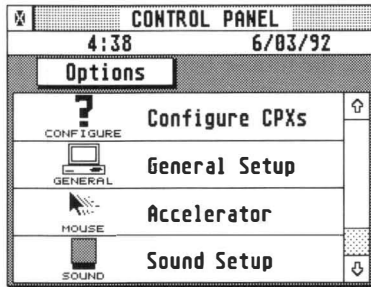 CONTROL PANEL
4:38 6/03/92
Options
CONFIGURE Configure CPXs
GENERAL General Setup
MOUSE Accelerator
SOUND Sound Setup